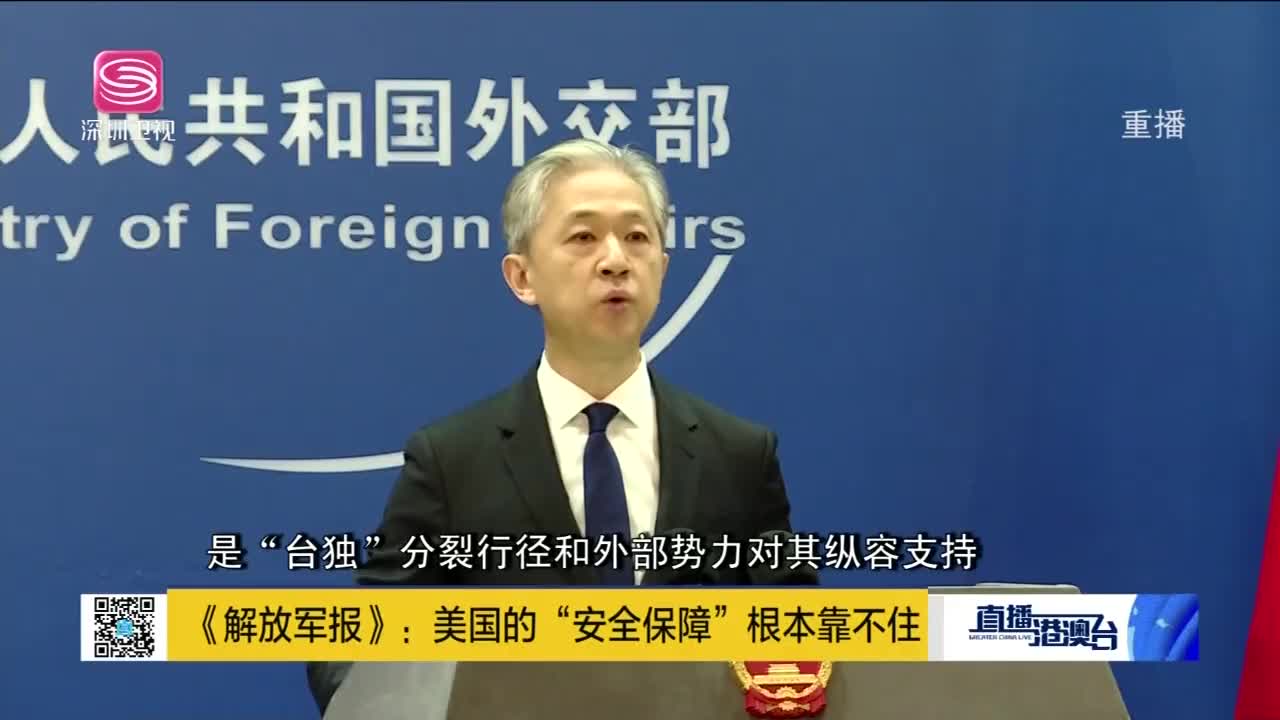 人民共和国外交部
深圳卫视
重播
try of Foreign irs
是“台独”分裂行径和外部势力对其纵容支持
《解放军报》：美国的“安全保障”根本靠不住
直播港澳台
GREATER CHINA LIVE